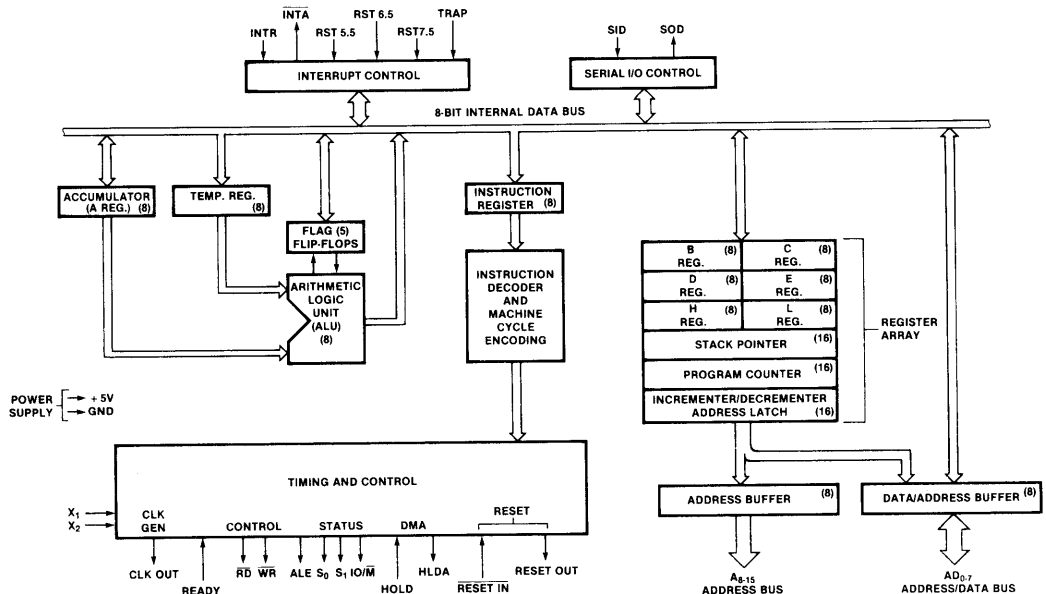 INTR
INTA
RST 5.5
RST 6.5
RST7.5
TRAP
INTERRUPT CONTROL
SID
SOD
SERIAL I/O CONTROL
8-BIT INTERNAL DATA BUS
ACCUMULATOR
(A REG.) (8)
TEMP. REG.
(8)
FLAG (5)
FLIP-FLOPS
ARITHMETIC
LOGIC
UNIT
(ALU)
(8)
INSTRUCTION
REGISTER (8)
INSTRUCTION
DECODER
AND
MACHINE
CYCLE
ENCODING
B (8)
REG.
C (8)
REG.
D (8)
REG.
E (8)
REG.
H (8)
REG.
L (8)
REG.
STACK POINTER (16)
PROGRAM COUNTER (16)
INCREMENTER/DECREMENTER
ADDRESS LATCH (16)
REGISTER
ARRAY
POWER
SUPPLY
+ 5V
GND
TIMING AND CONTROL
X1
X2
CLK
GEN
CONTROL
STATUS
DMA
RESET
CLK OUT
READY
RD
WR
ALE
S0
S1
IO/M
HOLD
HLDA
RESET IN
RESET OUT
ADDRESS BUFFER (8)
DATA/ADDRESS BUFFER (8)
A8-15
ADDRESS BUS
AD0-7
ADDRESS/DATA BUS